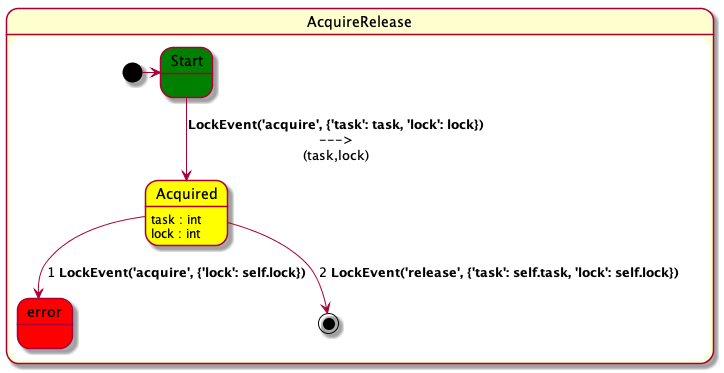 AcquireRelease
Start
LockEvent('acquire', {'task': task, 'lock': lock})
--->
(task,lock)
Acquired
task : int
lock : int
1 LockEvent('acquire', {'lock': self.lock})
2 LockEvent('release', {'task': self.task, 'lock': self.lock})
error